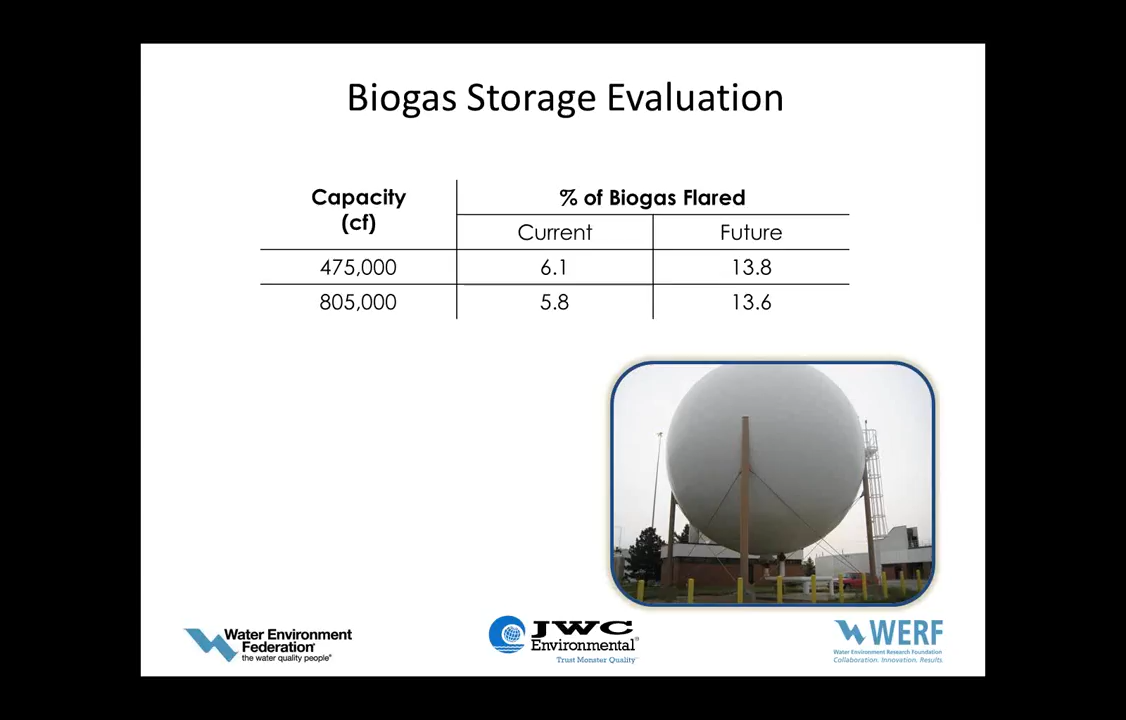 Biogas Storage Evaluation
Capacity
(cf)
% of Biogas Flared
Current
Future
475,000
6.1
13.8
805,000
5.8
13.6
Water Environment
Federation®
the water quality people®
JWC
Environmental®
Trust Monster Quality™
WERF
Water Environment Research Foundation
Collaboration. Innovation. Results.